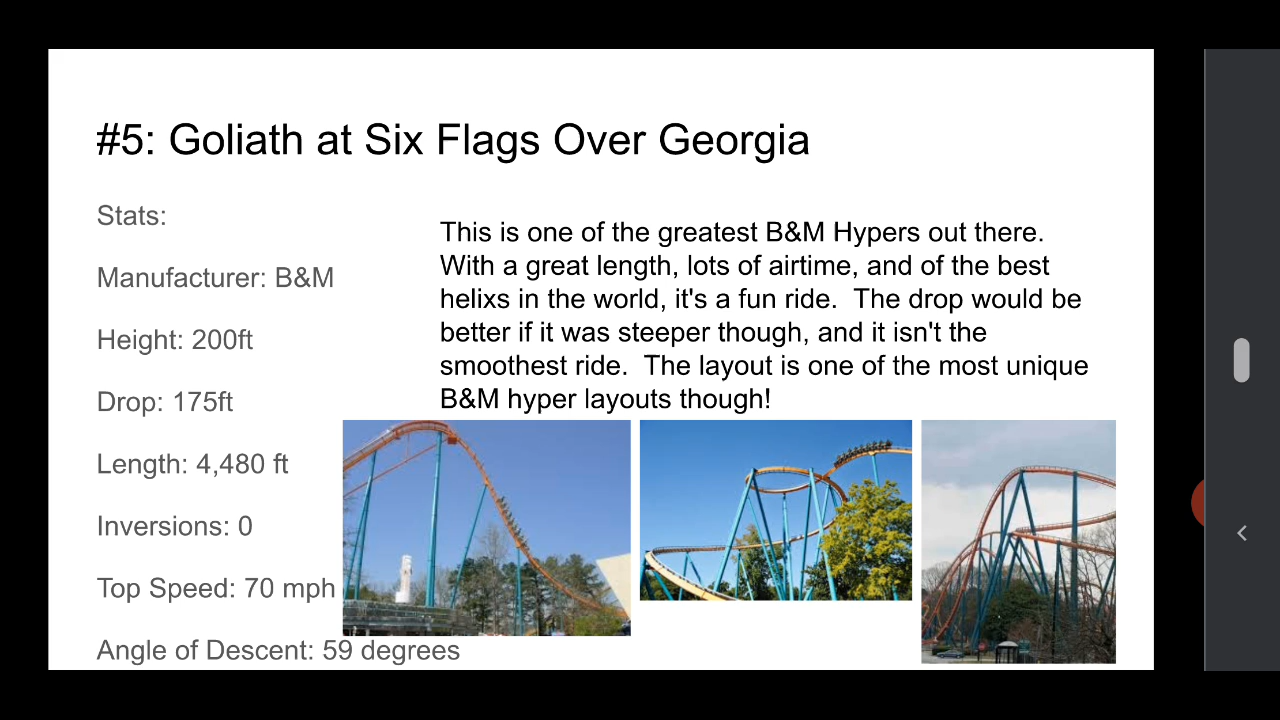 #5: Goliath at Six Flags Over Georgia
Stats:
Manufacturer: B&M
Height: 200ft
Drop: 175ft
Length: 4,480 ft
Inversions: 0
Top Speed: 70 mph
Angle of Descent: 59 degrees
This is one of the greatest B&M Hypers out there.
With a great length, lots of airtime, and of the best
helixs in the world, it's a fun ride.  The drop would be
better if it was steeper though, and it isn't the
smoothest ride.  The layout is one of the most unique
B&M hyper layouts though!